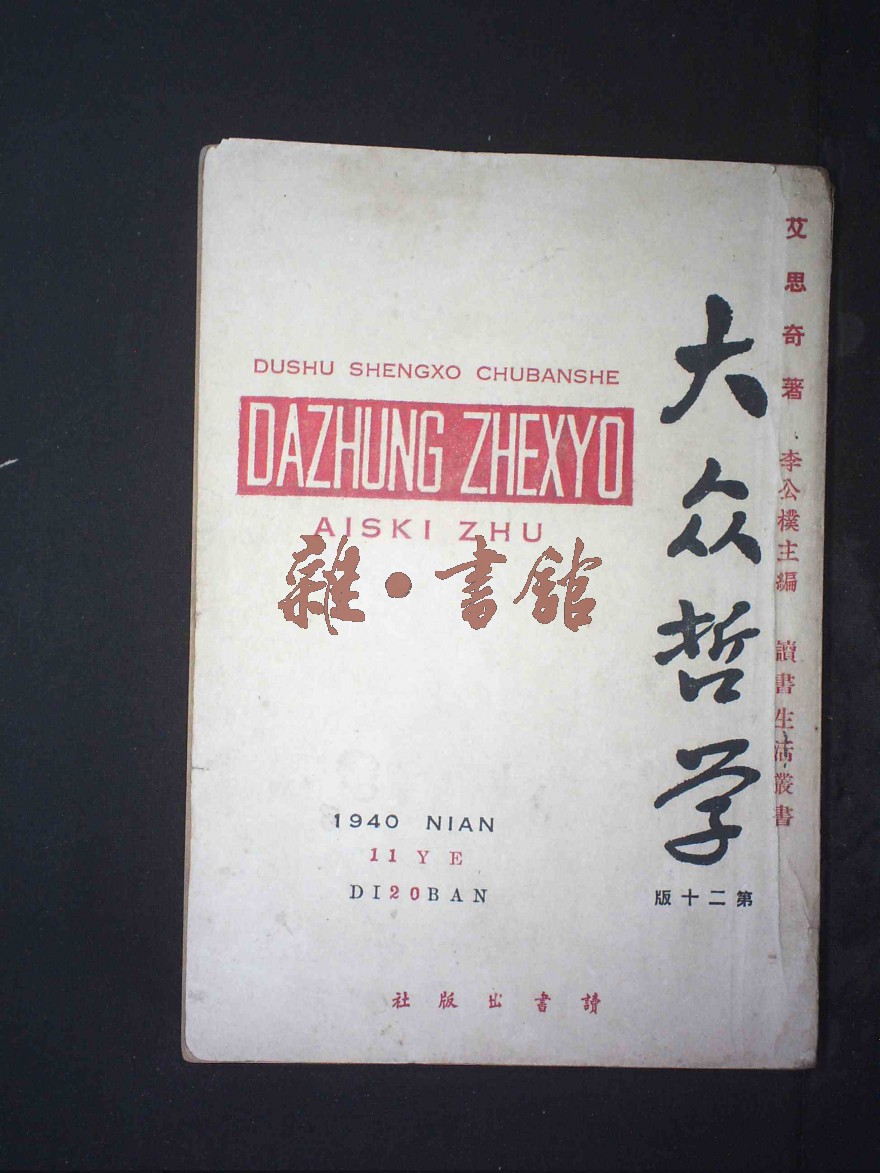 艾思奇著
李公樸主編
讀書生活叢書
大众哲学
第二十版
DUSHU SHENGXO CHUBANSHE
DAZHUNG ZHEXYO
AISKI ZHU
雜·書館
1940 NIAN
11 YE
DI20BAN
讀書出版社